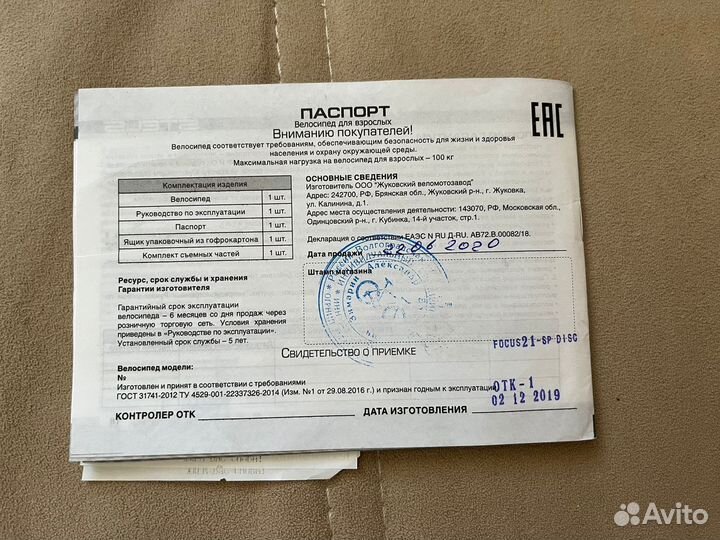 ПАСПОРТ
Велосипед для взрослых
Вниманию покупателей!
EAC
Велосипед соответствует требованиям, обеспечивающим безопасность для жизни и здоровья
населения и охрану окружающей среды.
Максимальная нагрузка на велосипед для взрослых – 100 кг
Комплектация изделия
Велосипед 1 шт.
Руководство по эксплуатации 1 шт.
Паспорт 1 шт.
Ящик упаковочный из гофрокартона 1 шт.
Комплект съемных частей 1 шт.
Ресурс, срок службы и хранения
Гарантии изготовителя
Гарантийный срок эксплуатации
велосипеда – 6 месяцев со дня продаж через
розничную торговую сеть. Условия хранения
приведены в «Руководстве по эксплуатации».
Установленный срок службы – 5 лет.
ОСНОВНЫЕ СВЕДЕНИЯ
Изготовитель ООО "Жуковский веломотозавод"
Адрес: 242700, РФ, Брянская обл., Жуковский р-н., г. Жуковка,
ул. Калинина, д.1.
Адрес места осуществления деятельности: 143070, РФ, Московская обл.,
Одинцовский р-н, г. Кубинка, 14-й участок, стр.1.
Декларация о соответствии ЕАЭС N RU Д-RU. АВ72.В.00082/18.
Дата продажи 22.06 2020
Штамп магазина
Свидетельство о приемке
FOCUS21-SP DISC
Велосипед модели:
№
Изготовлен и принят в соответствии с требованиями
ГОСТ 31741-2012 ТУ 4529-001-22337326-2014 (Изм. №1 от 29.08.2016 г.) и признан годным к эксплуатации
ОТК-1
02 12 2019
КОНТРОЛЕР ОТК
ДАТА ИЗГОТОВЛЕНИЯ
Avito